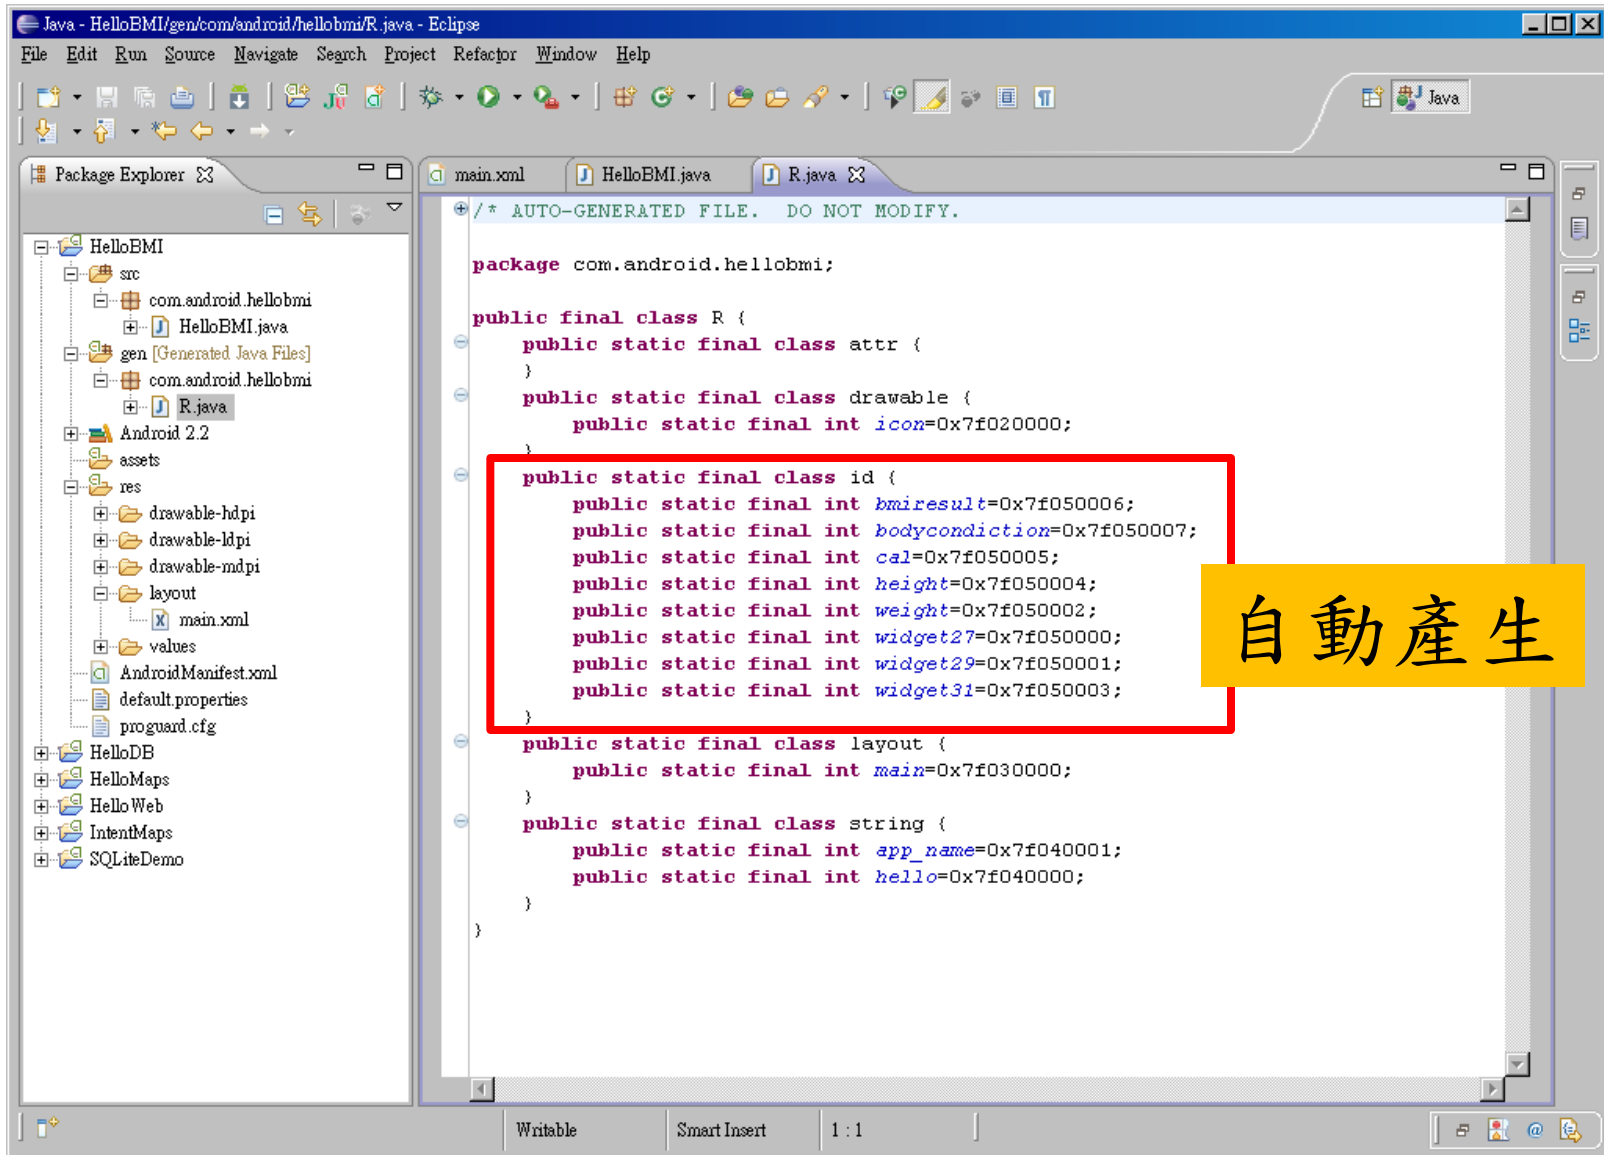 Java - HelloBMI/gen/com/android/hellobmi/R.java - Eclipse
File Edit Run Source Navigate Search Project Refactor Window Help
Java
Package Explorer
main.xml
HelloBMI.java
R.java
HelloBMI
src
com.android.hellobmi
HelloBMI.java
gen [Generated Java Files]
com.android.hellobmi
R.java
Android 2.2
assets
res
drawable-hdpi
drawable-ldpi
drawable-mdpi
layout
main.xml
values
AndroidManifest.xml
default.properties
proguard.cfg
HelloDB
HelloMaps
HelloWeb
IntentMaps
SQLiteDemo
/* AUTO-GENERATED FILE.  DO NOT MODIFY.
package com.android.hellobmi;
public final class R {
public static final class attr {
}
public static final class drawable {
public static final int icon=0x7f020000;
}
public static final class id {
public static final int bmiresult=0x7f050006;
public static final int bodycondiction=0x7f050007;
public static final int cal=0x7f050005;
public static final int height=0x7f050004;
public static final int weight=0x7f050002;
public static final int widget27=0x7f050000;
public static final int widget29=0x7f050001;
public static final int widget31=0x7f050003;
}
public static final class layout {
public static final int main=0x7f030000;
}
public static final class string {
public static final int app_name=0x7f040001;
public static final int hello=0x7f040000;
}
}
自動產生
Writable
Smart Insert
1 : 1